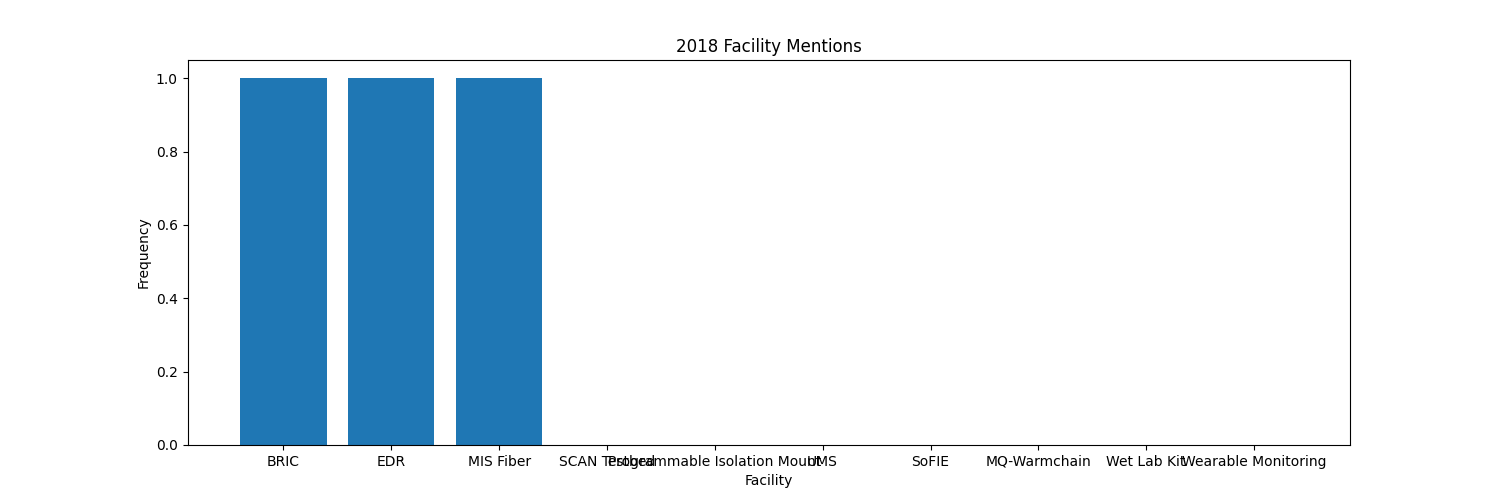 2018 Facility Mentions
1.0
0.8
0.6
0.4
0.2
0.0
Frequency
BRIC EDR MIS Fiber SCAN Testbed Programmable Isolation Mount UMS SoFIE MQ-Warmchain Wet Lab Kit Wearable Monitoring
Facility